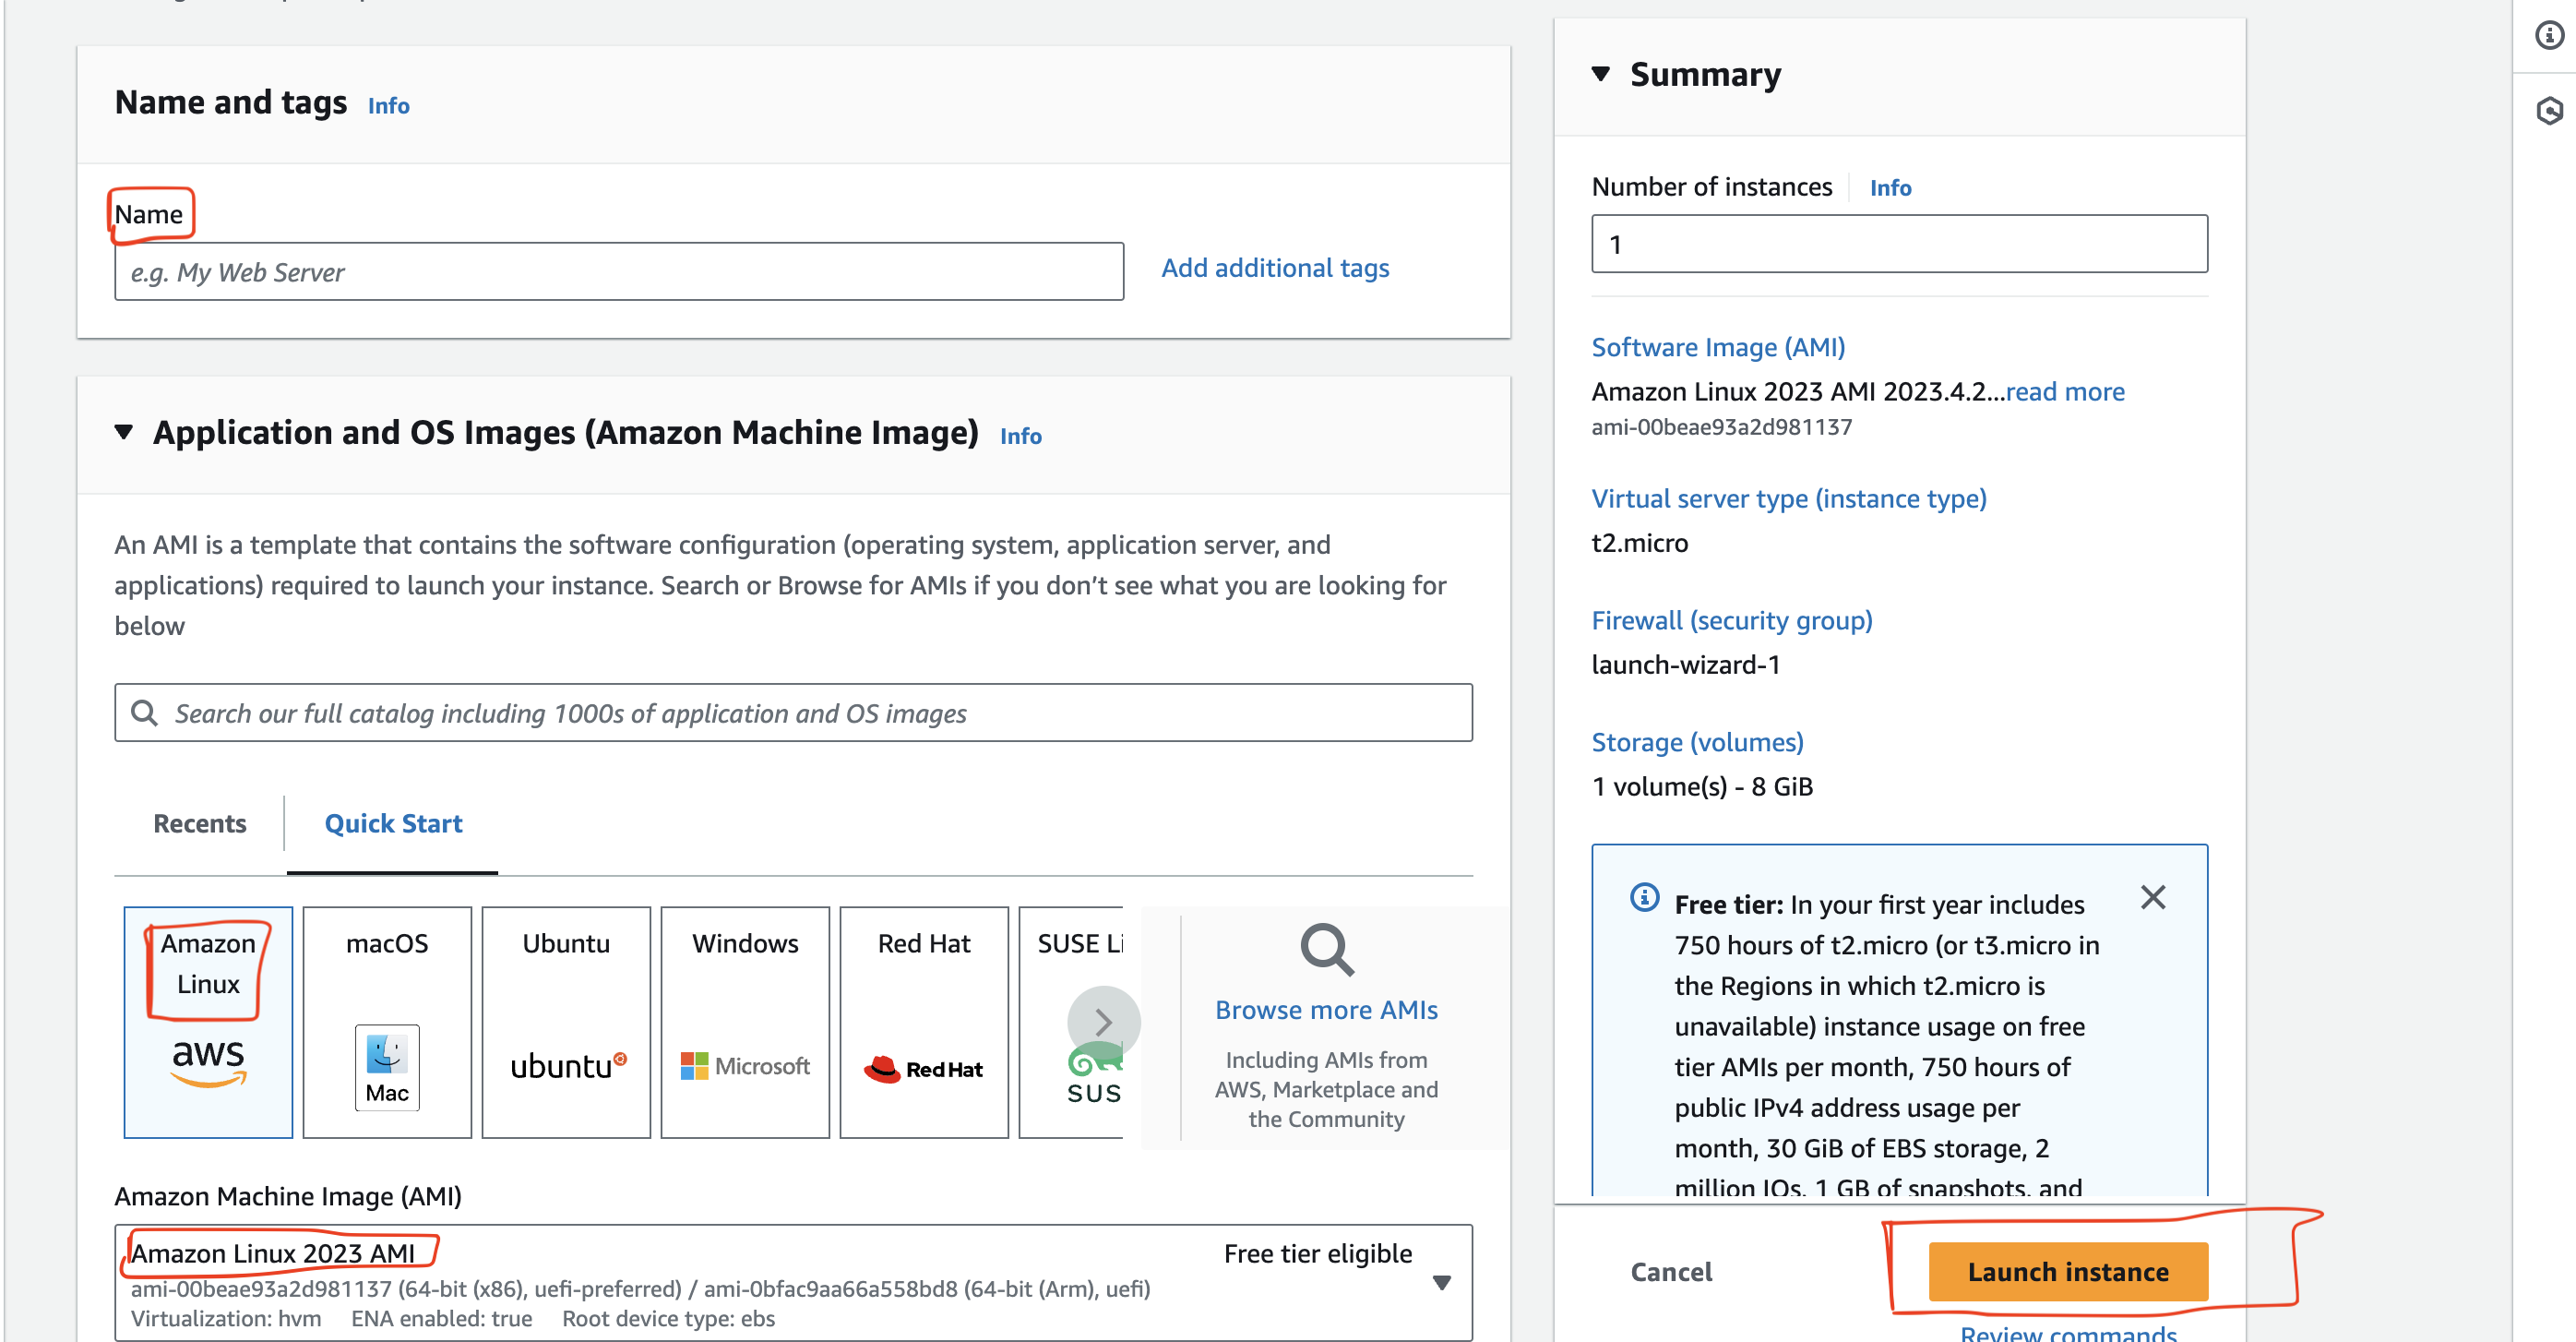 Name and tags Info
Name
e.g. My Web Server
Add additional tags
Application and OS Images (Amazon Machine Image) Info
An AMI is a template that contains the software configuration (operating system, application server, and
applications) required to launch your instance. Search or Browse for AMIs if you don’t see what you are looking for
below
Search our full catalog including 1000s of application and OS images
Recents
Quick Start
Amazon
Linux
aws
macOS
Mac
Ubuntu
ubuntu
Windows
Microsoft
Red Hat
Red Hat
SUSE Li
SUS
Browse more AMIs
Including AMIs from
AWS, Marketplace and
the Community
Amazon Machine Image (AMI)
Amazon Linux 2023 AMI
Free tier eligible
ami-00beae93a2d981137 (64-bit (x86), uefi-preferred) / ami-0bfac9aa66a558bd8 (64-bit (Arm), uefi)
Virtualization: hvm ENA enabled: true Root device type: ebs
Summary
Number of instances Info
1
Software Image (AMI)
Amazon Linux 2023 AMI 2023.4.2...read more
ami-00beae93a2d981137
Virtual server type (instance type)
t2.micro
Firewall (security group)
launch-wizard-1
Storage (volumes)
1 volume(s) - 8 GiB
Free tier: In your first year includes
750 hours of t2.micro (or t3.micro in
the Regions in which t2.micro is
unavailable) instance usage on free
tier AMIs per month, 750 hours of
public IPv4 address usage per
month, 30 GiB of EBS storage, 2
million IOs, 1 GB of snapshots, and
Cancel
Launch instance
Review commands